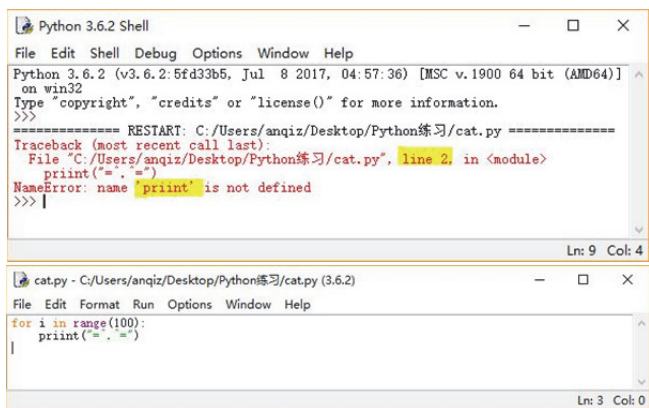 Python 3.6.2 Shell
File Edit Shell Debug Options Window Help
Python 3.6.2 (v3.6.2:5fd33b5, Jul 8 2017, 04:57:36) [MSC v.1900 64 bit (AMD64)]
on win32
Type "copyright", "credits" or "license()" for more information.
>>>
============== RESTART: C:/Users/anqiz/Desktop/Python练习/cat.py ==============
Traceback (most recent call last):
File "C:/Users/anqiz/Desktop/Python练习/cat.py", line 2, in <module>
priint("=^.^=")
NameError: name 'priint' is not defined
>>>
Ln: 9 Col: 4
cat.py - C:/Users/anqiz/Desktop/Python练习/cat.py (3.6.2)
File Edit Format Run Options Window Help
for i in range(100):
priint("=^.^=")
Ln: 3 Col: 0